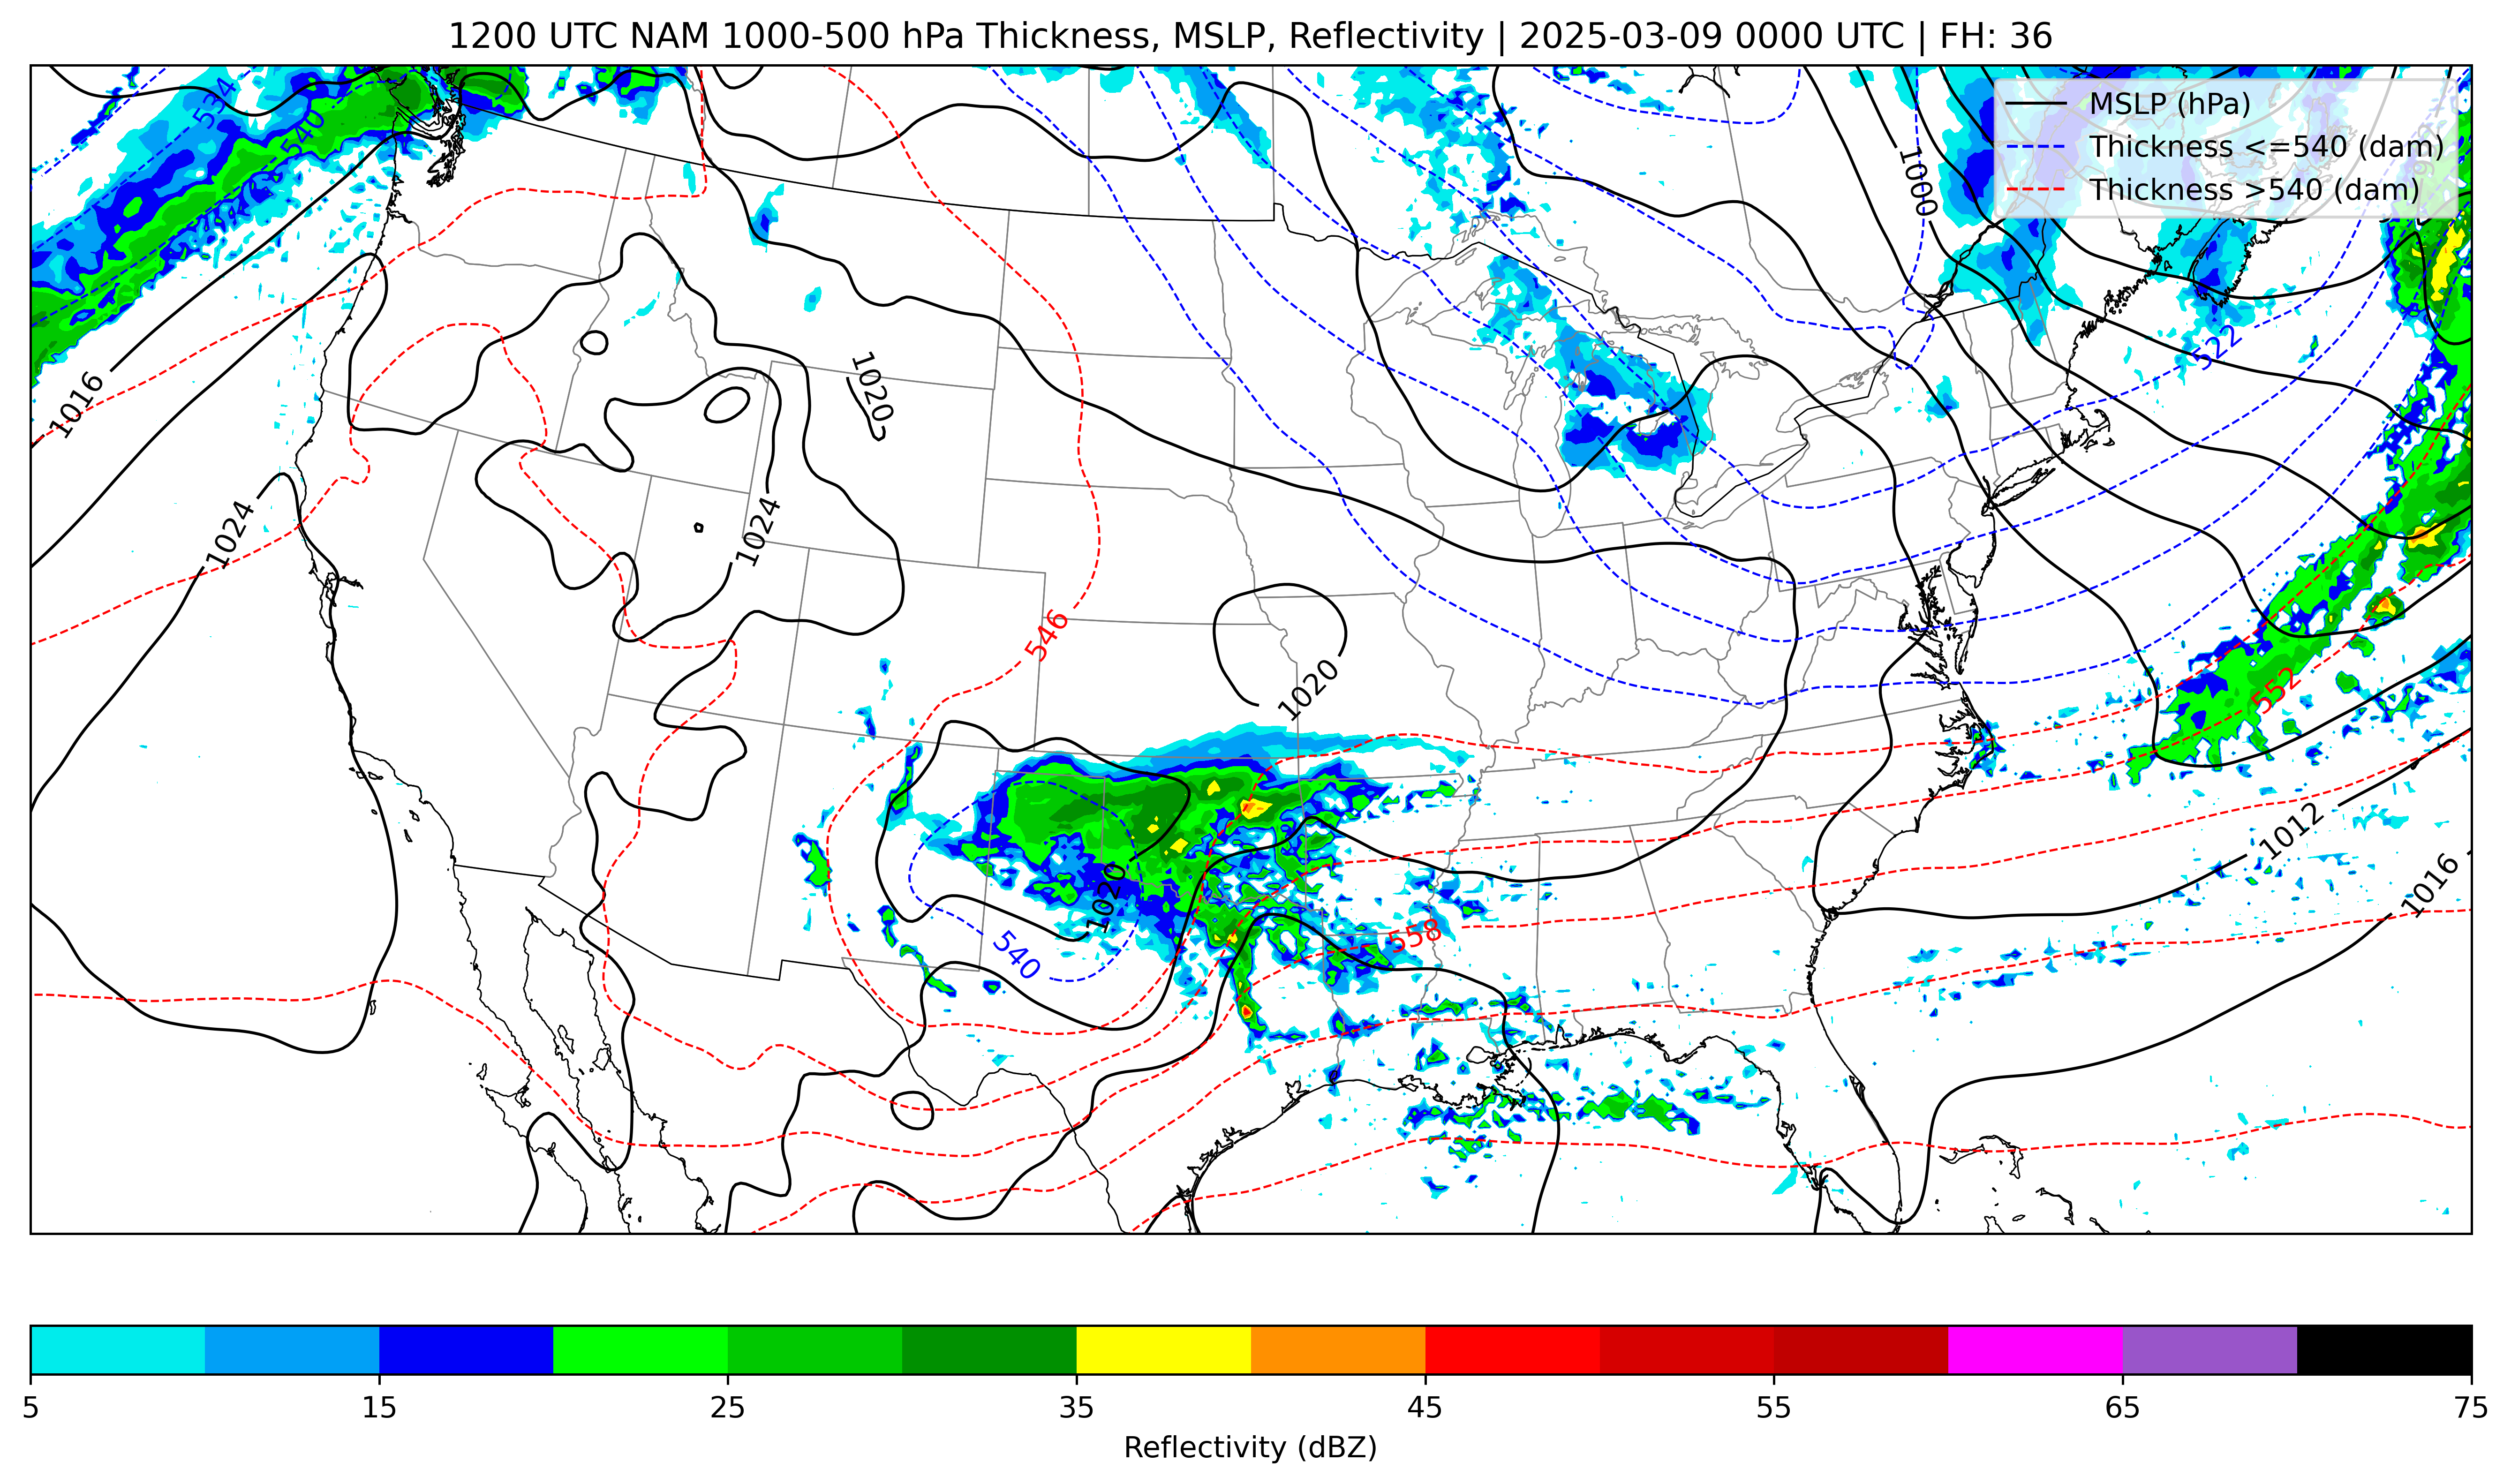 1200 UTC NAM 1000-500 hPa Thickness, MSLP, Reflectivity | 2025-03-09 0000 UTC | FH: 36
MSLP (hPa)
Thickness <=540 (dam)
Thickness >540 (dam)
534
540
1000
522
1016
1020
1024
1024
546
1020
552
1012
1016
1020
558
540
5 15 25 35 45 55 65 75
Reflectivity (dBZ)